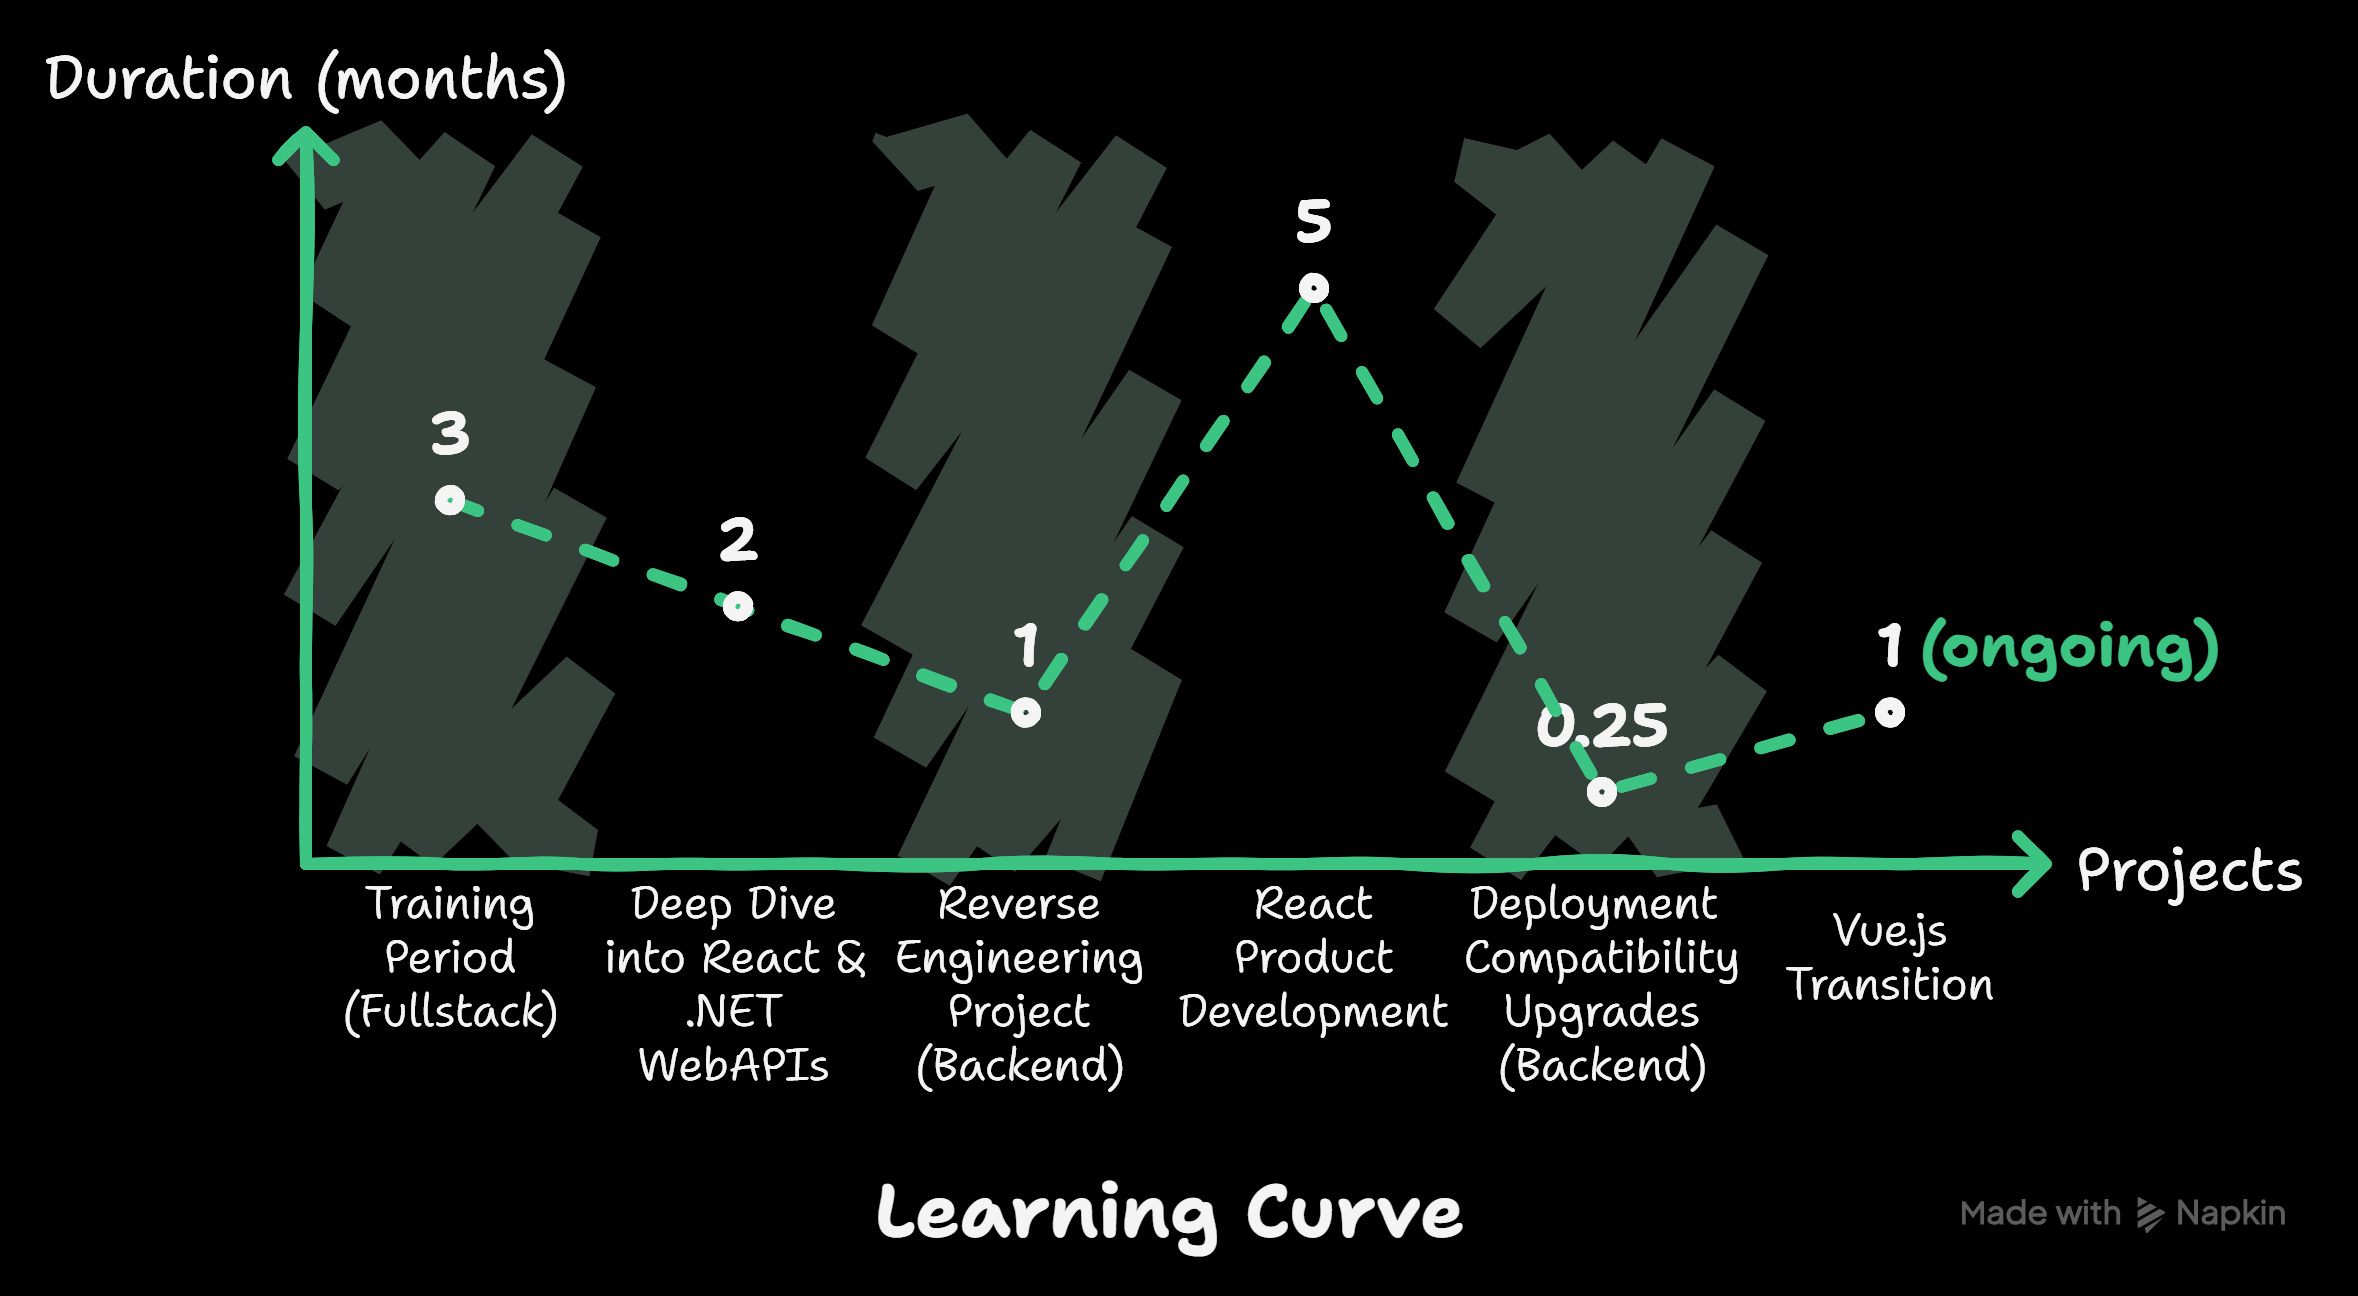 Duration (months)
3
2
1
5
0.25
1 (ongoing)
Projects
Training
Period
(Fullstack)
Deep Dive
into React &
.NET
WebAPIs
Reverse
Engineering
Project
(Backend)
React
Product
Development
Deployment
Compatibility
Upgrades
(Backend)
Vue.js
Transition
Learning Curve
Made with Napkin